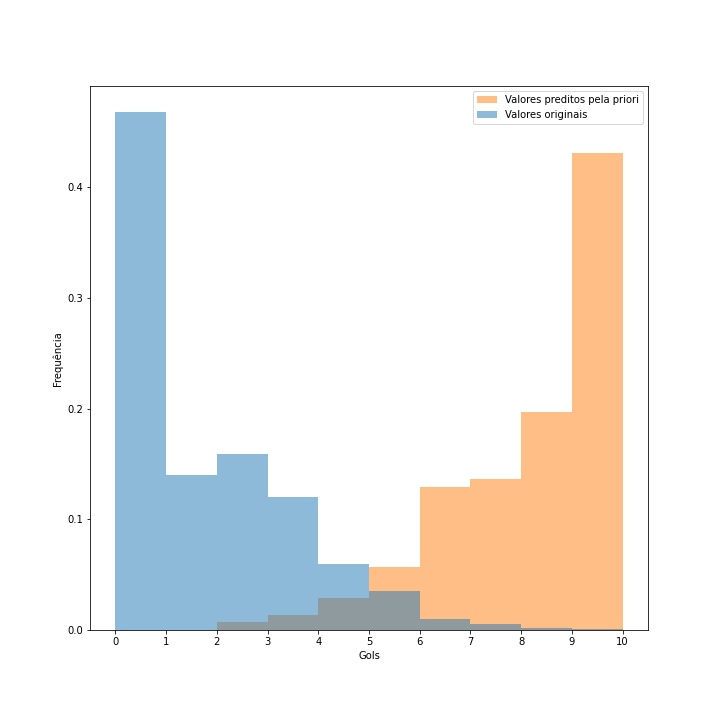 Valores preditos pela priori
Valores originais
Frequência
0.4
0.3
0.2
0.1
0.0
0 1 2 3 4 5 6 7 8 9 10
Gols